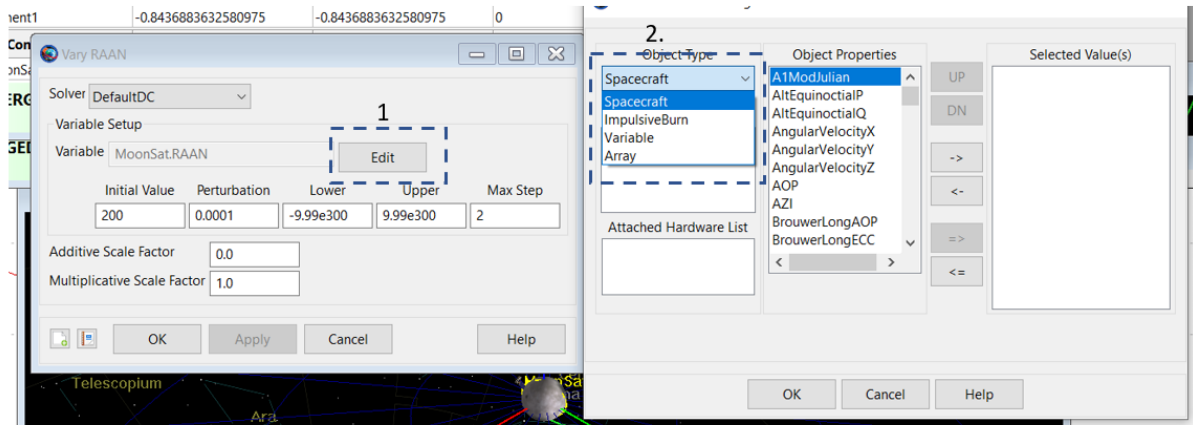 nent1 -0.8436883632580975 -0.8436883632580975 0
Con
onSa
ERG
GED
Vary RAAN
Solver DefaultDC
Variable Setup
1
Variable MoonSat.RAAN Edit
Initial Value Perturbation Lower Upper Max Step
200 0.0001 -9.99e300 9.99e300 2
Additive Scale Factor 0.0
Multiplicative Scale Factor 1.0
OK Apply Cancel Help
Telescopium
Ara
2.
Object Type
Spacecraft
Spacecraft
ImpulsiveBurn
Variable
Array
Attached Hardware List
Object Properties
A1ModJulian
AltEquinoctialP
AltEquinoctialQ
AngularVelocityX
AngularVelocityY
AngularVelocityZ
AOP
AZI
BrouwerLongAOP
BrouwerLongECC
UP
DN
->
<-
=>
<=
Selected Value(s)
OK Cancel Help